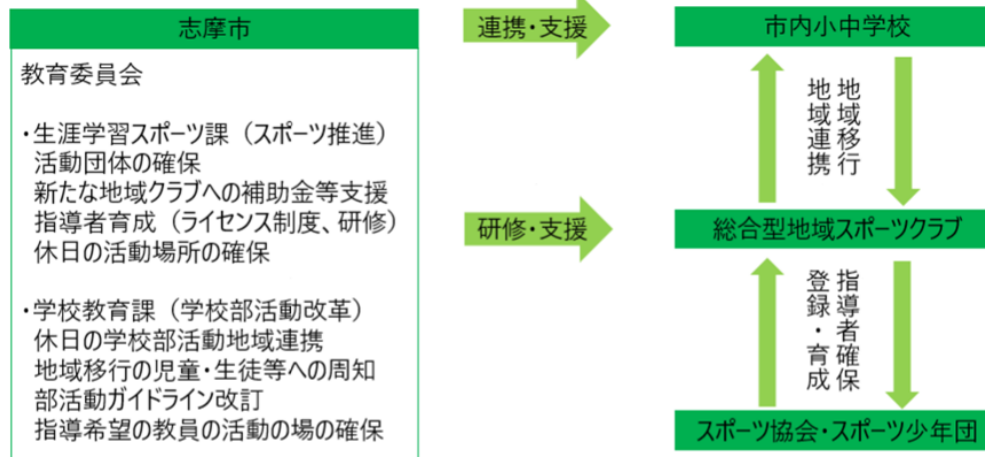 志摩市
教育委員会
・生涯学習スポーツ課（スポーツ推進）
活動団体の確保
新たな地域クラブへの補助金等支援
指導者育成（ライセンス制度、研修）
休日の活動場所の確保
・学校教育課（学校部活動改革）
休日の学校部活動地域連携
地域移行の児童・生徒等への周知
部活動ガイドライン改訂
指導希望の教員の活動の場の確保
連携・支援
研修・支援
市内小中学校
地域移行
地域連携
総合型地域スポーツクラブ
指導者確保
登録・育成
スポーツ協会・スポーツ少年団